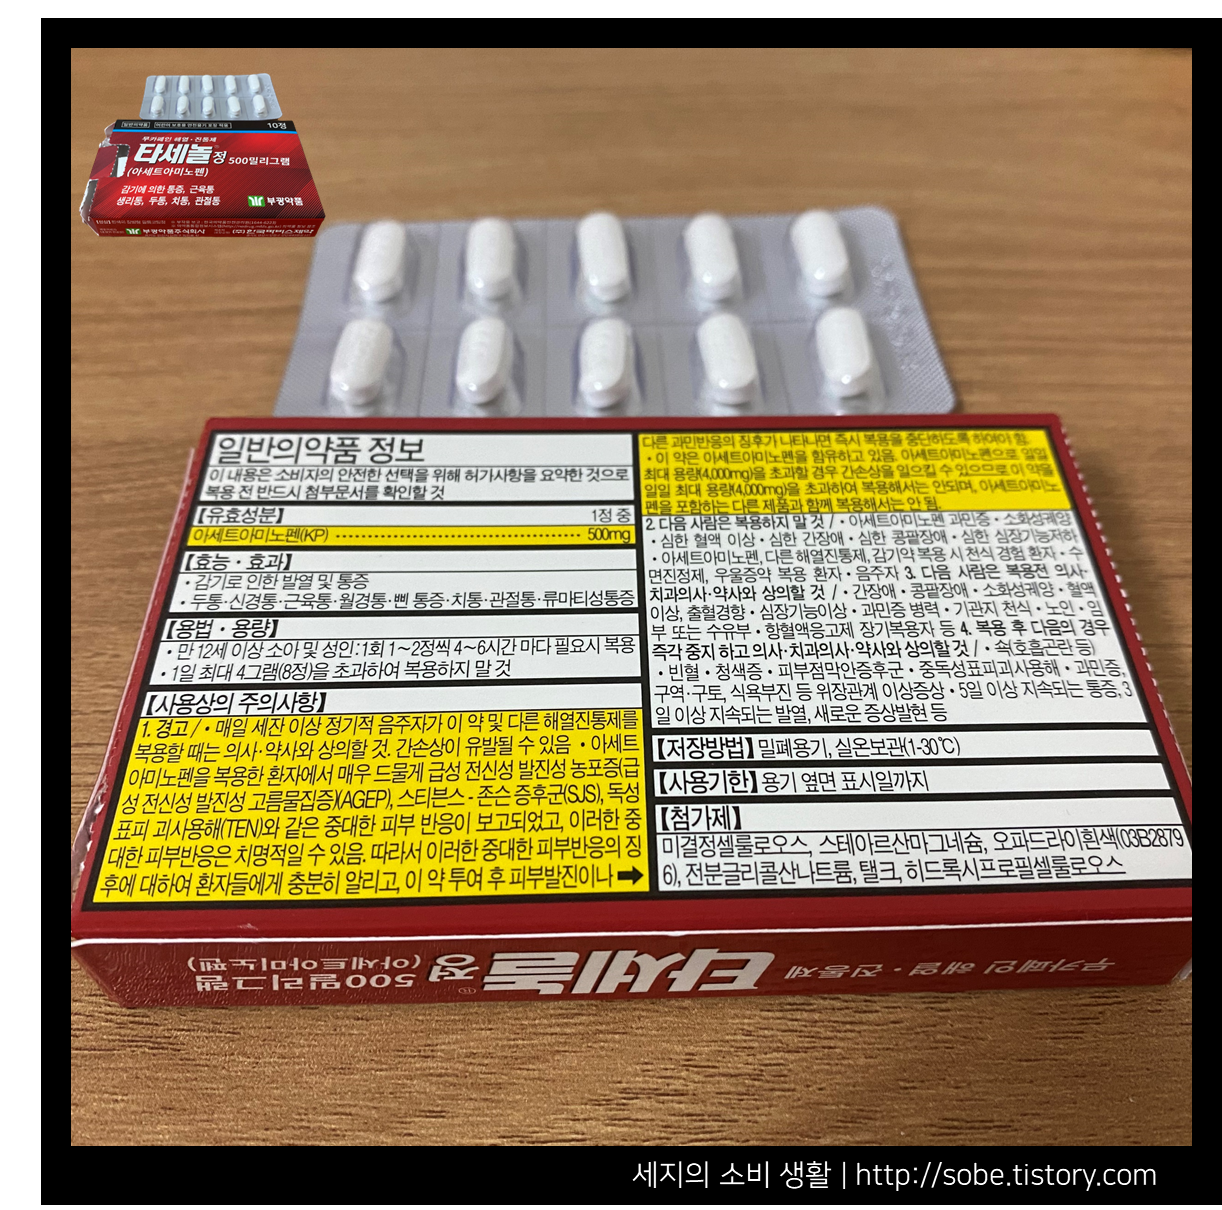 일반의약품 어린이 보호용 안전용기 포장 제품 10정
무카페인 해열·진통제
타세놀정 500밀리그램
(아세트아미노펜)
감기에 의한 통증, 근육통
생리통, 두통, 치통, 관절통
부광약품
부광약품주식회사
일반의약품 정보
이 내용은 소비자의 안전한 선택을 위해 허가사항을 요약한 것으로
복용 전 반드시 첨부문서를 확인할 것
【유효성분】 1정 중
아세트아미노펜(KP) 500mg
【효능·효과】
·감기로 인한 발열 및 통증
·두통·신경통·근육통·월경통·삔 통증·치통·관절통·류마티성통증
【용법·용량】
·만 12세 이상 소아 및 성인:1회 1~2정씩 4~6시간 마다 필요시 복용
·1일 최대 4그램(8정)을 초과하여 복용하지 말 것
【사용상의 주의사항】
1. 경고 / ·매일 세잔 이상 정기적 음주자가 이 약 및 다른 해열진통제를
복용할 때는 의사·약사와 상의할 것. 간손상이 유발될 수 있음 ·아세트
아미노펜을 복용한 환자에서 매우 드물게 급성 전신성 발진성 농포증(급
성 전신성 발진성 고름물집증)(AGEP), 스티븐스-존슨 증후군(SJS), 독성
표피 괴사용해(TEN)와 같은 중대한 피부 반응이 보고되었고, 이러한 중
대한 피부반응은 치명적일 수 있음. 따라서 이러한 중대한 피부반응의 징
후에 대하여 환자들에게 충분히 알리고, 이 약 투여 후 피부발진이나 ➡
다른 과민반응의 징후가 나타나면 즉시 복용을 중단하도록 하여야 함.
·이 약은 아세트아미노펜을 함유하고 있음. 아세트아미노펜으로 일일
최대 용량(4,000mg)을 초과할 경우 간손상을 일으킬 수 있으므로 이 약을
일일 최대 용량(4,000mg)을 초과하여 복용해서는 안되며, 아세트아미노
펜을 포함하는 다른 제품과 함께 복용해서는 안 됨.
2. 다음 사람은 복용하지 말 것 / ·아세트아미노펜 과민증·소화성궤양
·심한 혈액 이상·심한 간장애·심한 콩팥장애·심한 심장기능저하
·아세트아미노펜, 다른 해열진통제, 감기약 복용 시 천식 경험 환자·수
면진정제, 우울증약 복용 환자·음주자 3. 다음 사람은 복용전 의사·
치과의사·약사와 상의할 것 / ·간장애·콩팥장애·소화성궤양·혈액
이상, 출혈경향·심장기능이상·과민증 병력·기관지 천식·노인·임
부 또는 수유부·항혈액응고제 장기복용자 등 4. 복용 후 다음의 경우
즉각 중지 하고 의사·치과의사·약사와 상의할 것 / ·쇽(호흡곤란 등)
·빈혈·청색증·피부점막안증후군·중독성표피괴사용해·과민증,
구역·구토, 식욕부진 등 위장관계 이상증상·5일 이상 지속되는 통증, 3
일 이상 지속되는 발열, 새로운 증상발현 등
【저장방법】 밀폐용기, 실온보관(1-30℃)
【사용기한】 용기 옆면 표시일까지
【첨가제】
미결정셀룰로오스, 스테아르산마그네슘, 오파드라이흰색(03B2879
6), 전분글리콜산나트륨, 탤크, 히드록시프로필셀룰로오스
무카페인 해열·진통제 타세놀®정 500밀리그램
(아세트아미노펜)
세지의 소비 생활 | http://sobe.tistory.com